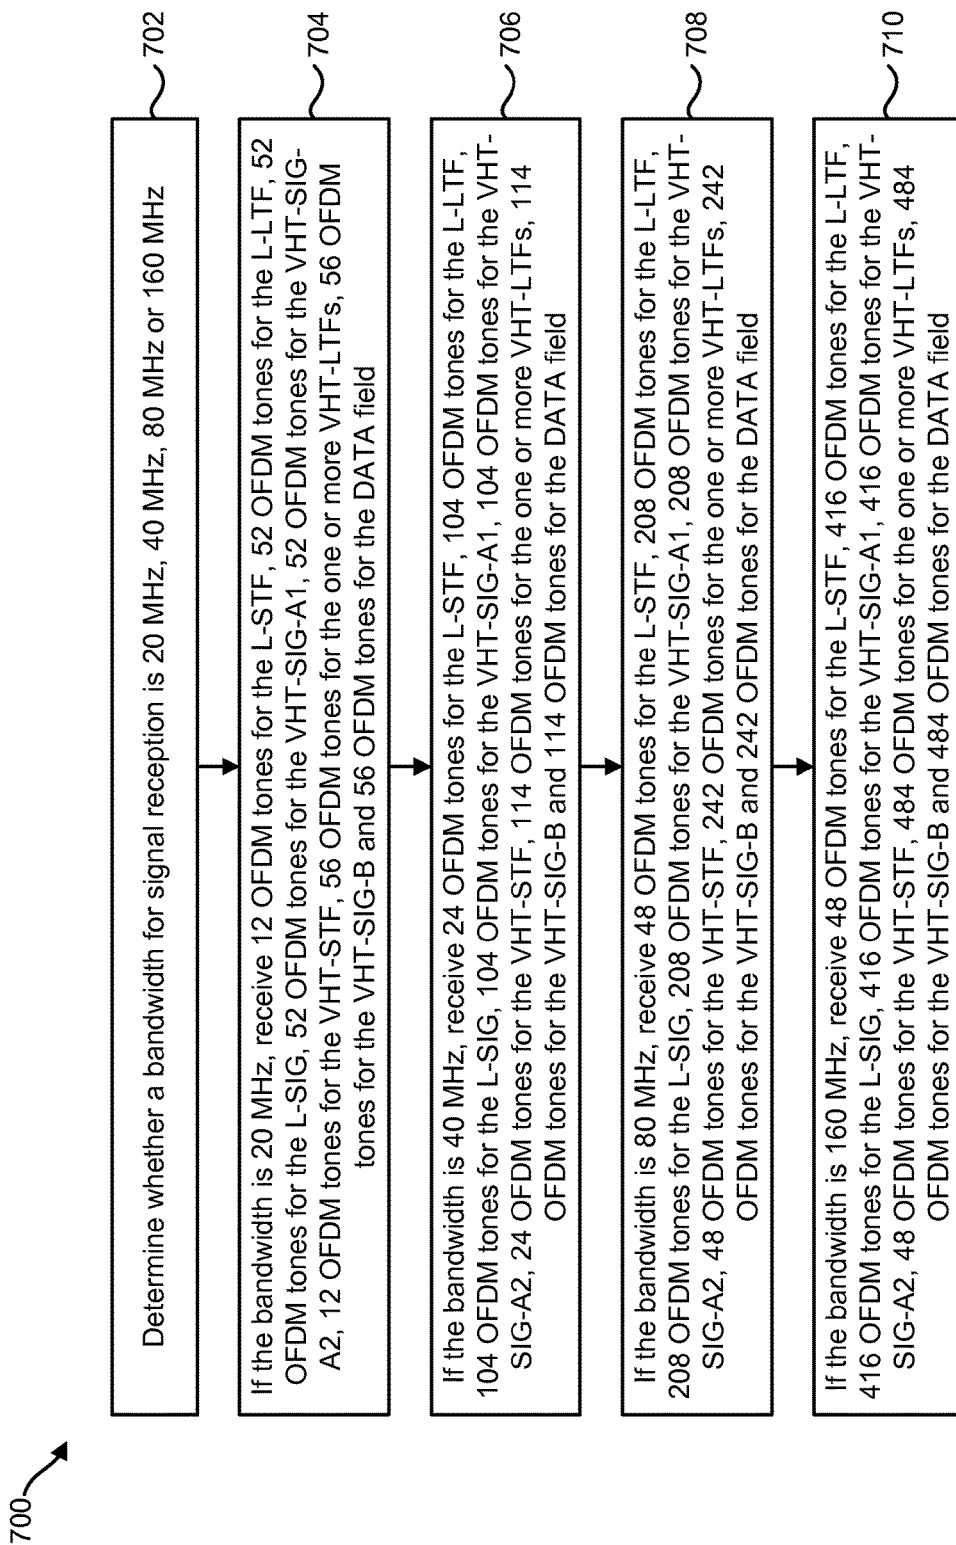 700
Determine whether a bandwidth for signal reception is 20 MHz, 40 MHz, 80 MHz or 160 MHz
702
If the bandwidth is 20 MHz, receive 12 OFDM tones for the L-STF, 52 OFDM tones for the L-LTF, 52
OFDM tones for the L-SIG, 52 OFDM tones for the VHT-SIG-A1, 52 OFDM tones for the VHT-SIG-
A2, 12 OFDM tones for the VHT-STF, 56 OFDM tones for the one or more VHT-LTFs, 56 OFDM
tones for the VHT-SIG-B and 56 OFDM tones for the DATA field
704
If the bandwidth is 40 MHz, receive 24 OFDM tones for the L-STF, 104 OFDM tones for the L-LTF,
104 OFDM tones for the L-SIG, 104 OFDM tones for the VHT-SIG-A1, 104 OFDM tones for the VHT-
SIG-A2, 24 OFDM tones for the VHT-STF, 114 OFDM tones for the one or more VHT-LTFs, 114
OFDM tones for the VHT-SIG-B and 114 OFDM tones for the DATA field
706
If the bandwidth is 80 MHz, receive 48 OFDM tones for the L-STF, 208 OFDM tones for the L-LTF,
208 OFDM tones for the L-SIG, 208 OFDM tones for the VHT-SIG-A1, 208 OFDM tones for the VHT-
SIG-A2, 48 OFDM tones for the VHT-STF, 242 OFDM tones for the one or more VHT-LTFs, 242
OFDM tones for the VHT-SIG-B and 242 OFDM tones for the DATA field
708
If the bandwidth is 160 MHz, receive 48 OFDM tones for the L-STF, 416 OFDM tones for the L-LTF,
416 OFDM tones for the L-SIG, 416 OFDM tones for the VHT-SIG-A1, 416 OFDM tones for the VHT-
SIG-A2, 48 OFDM tones for the VHT-STF, 484 OFDM tones for the one or more VHT-LTFs, 484
OFDM tones for the VHT-SIG-B and 484 OFDM tones for the DATA field
710